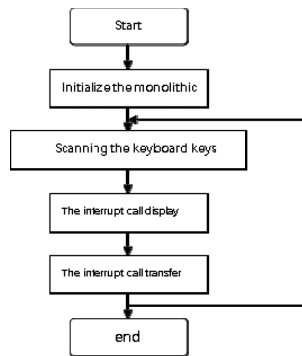 Start
Initialize the monolithic
Scanning the keyboard keys
The interrupt call display
The interrupt call transfer
end